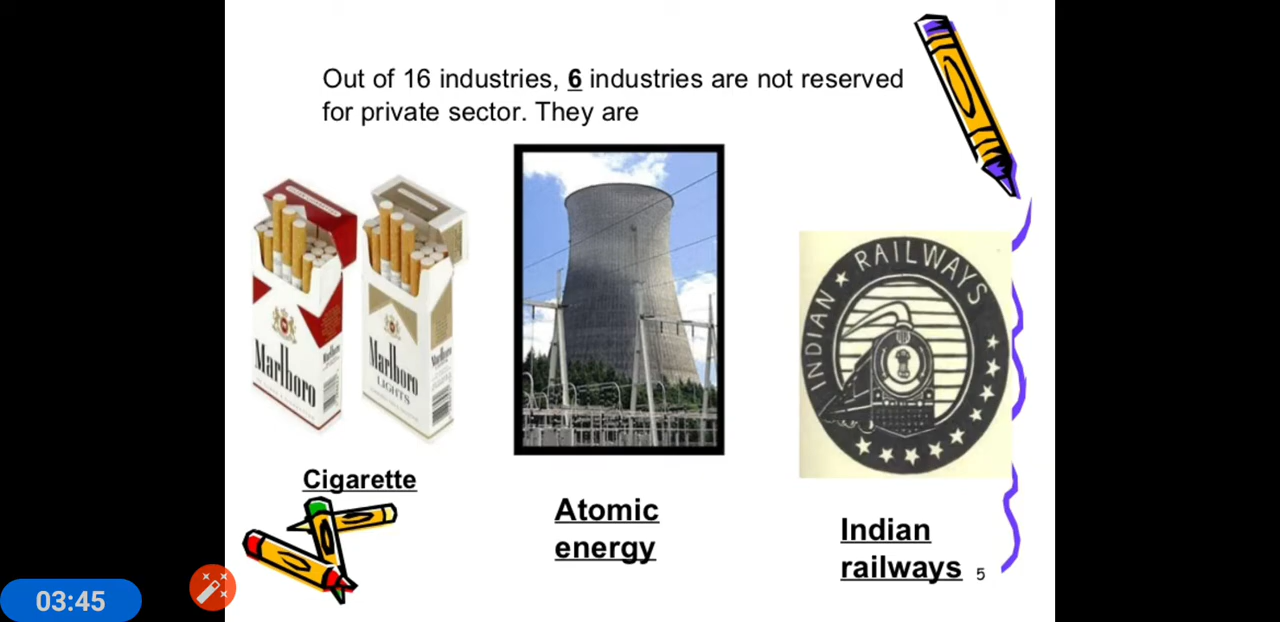 Out of 16 industries, 6 industries are not reserved
for private sector. They are
Marlboro
Marlboro
LIGHTS
Marlboro
INDIAN ★ RAILWAYS
Cigarette
Atomic
energy
Indian
railways
5
03:45